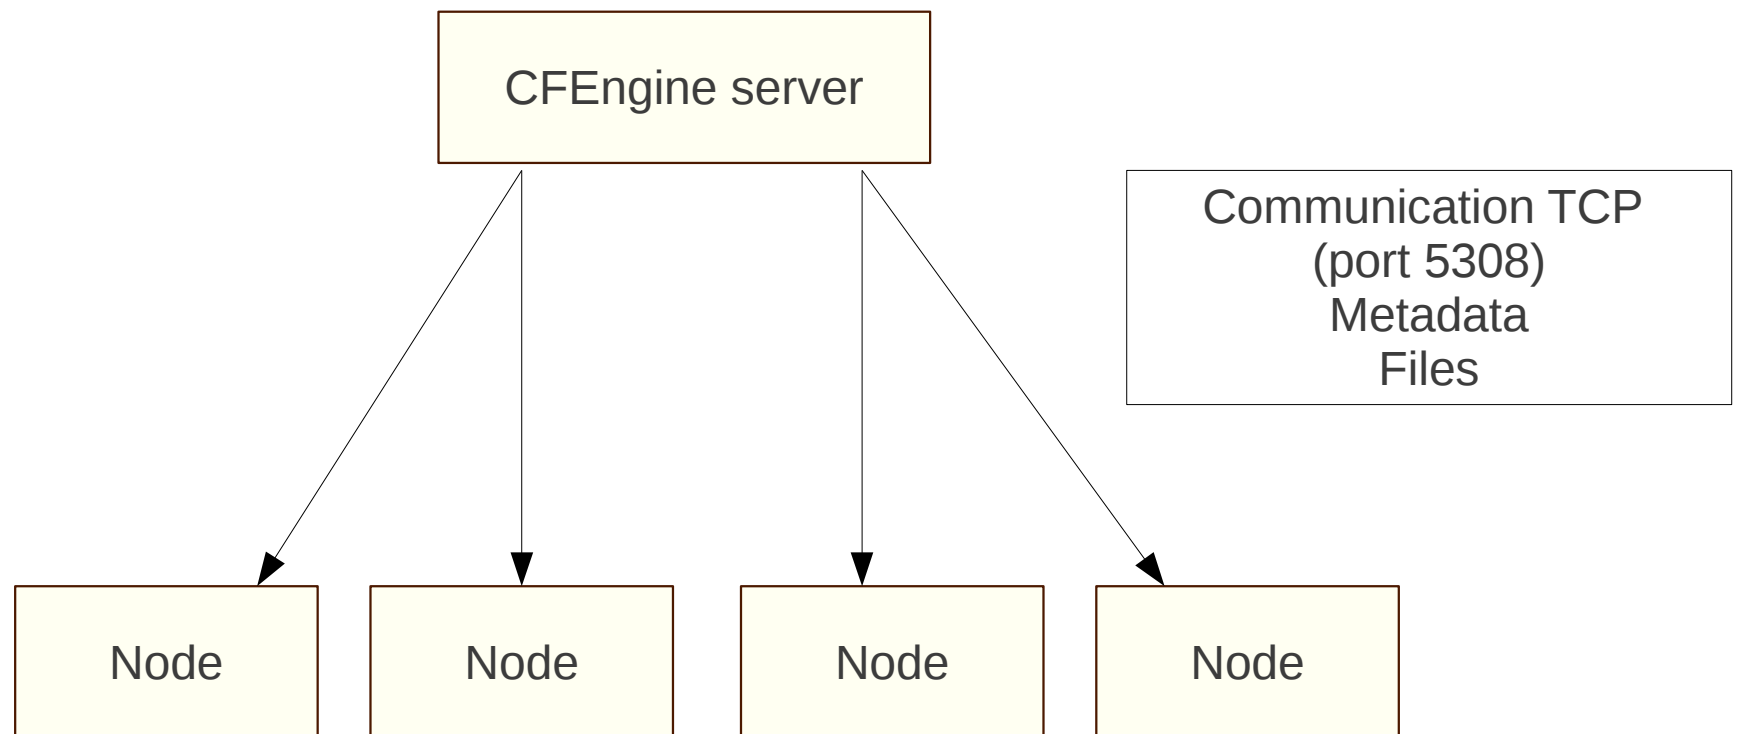 CFEngine server
Communication TCP
(port 5308)
Metadata
Files
Node
Node
Node
Node